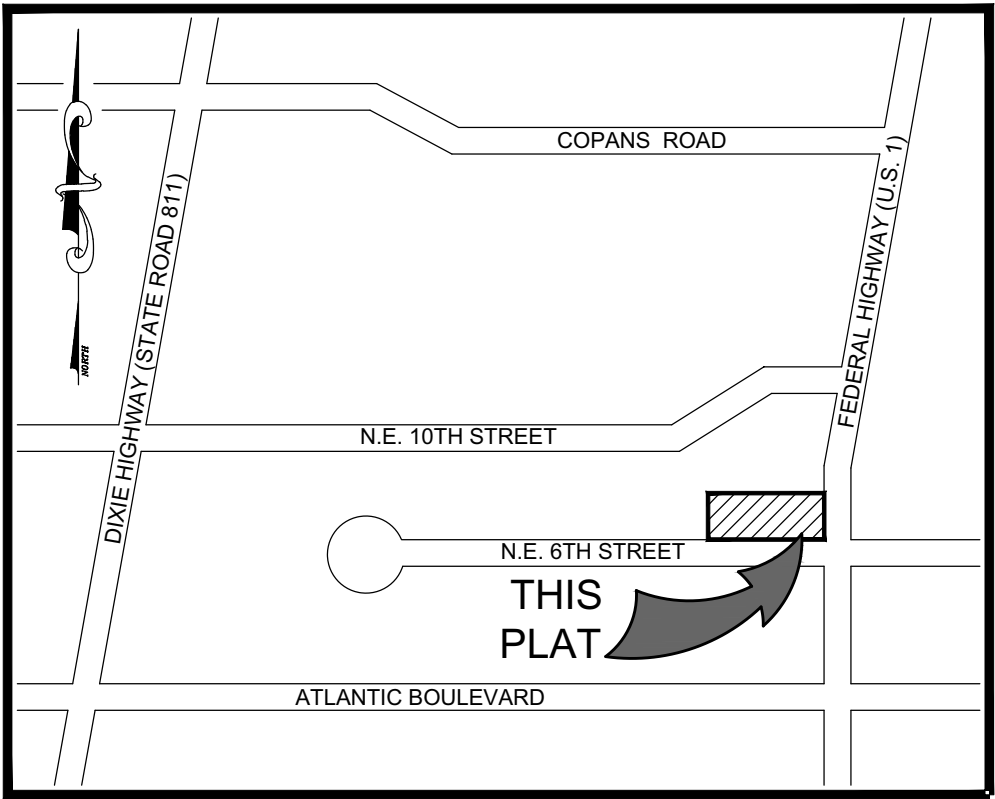 COPANS ROAD
FEDERAL HIGHWAY (U.S. 1)
DIXIE HIGHWAY (STATE ROAD 811)
NORTH
N.E. 10TH STREET
N.E. 6TH STREET
THIS
PLAT
ATLANTIC BOULEVARD